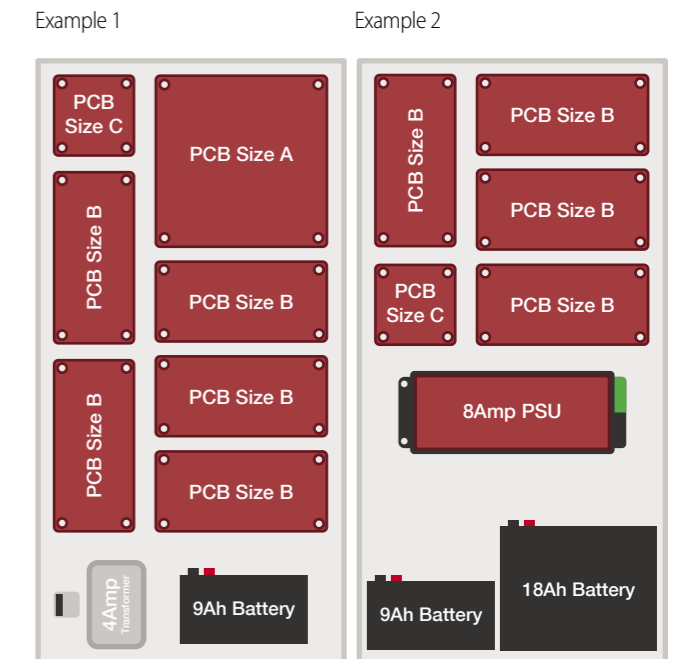 Example 1
Example 2
PCB
Size C
PCB Size A
PCB Size B
PCB Size B
PCB Size B
PCB Size B
PCB Size B
4Amp
Transformer
9Ah Battery
PCB Size B
PCB Size B
PCB Size B
PCB
Size C
PCB Size B
8Amp PSU
9Ah Battery
18Ah Battery